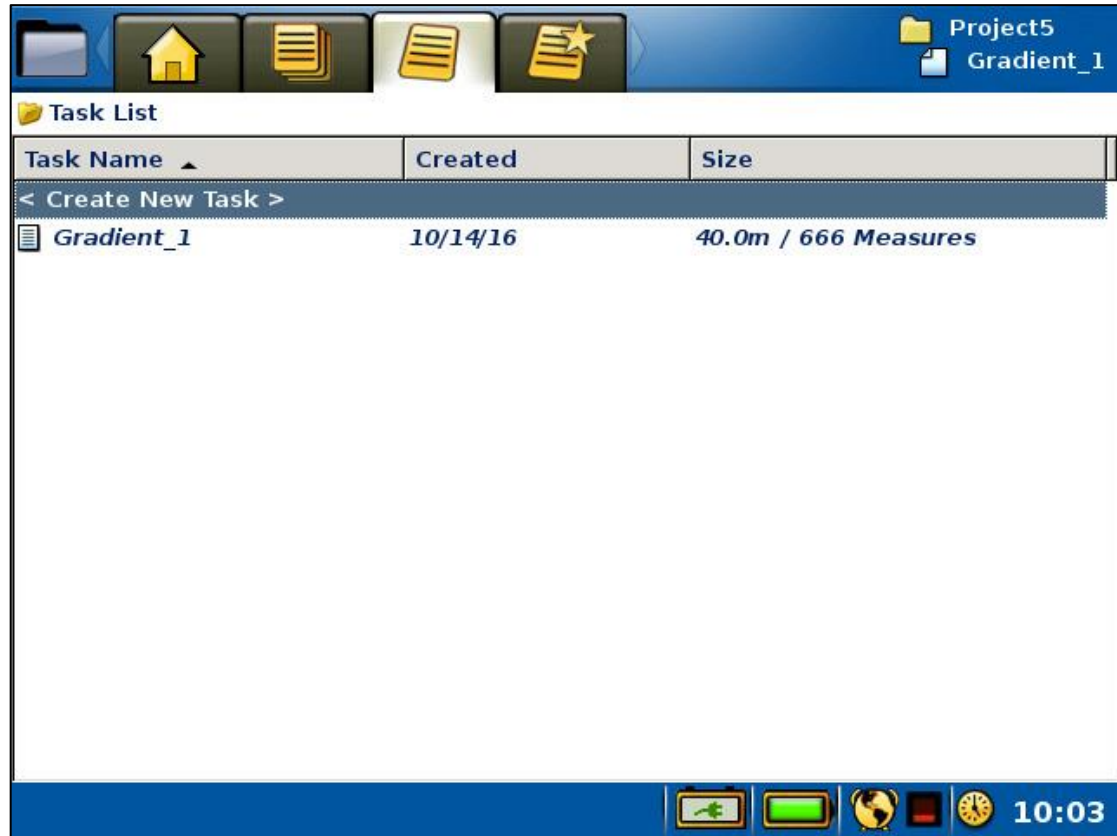 Project5
Gradient_1
Task List
Task Name Created Size
< Create New Task >
Gradient_1 10/14/16 40.0m / 666 Measures
10:03